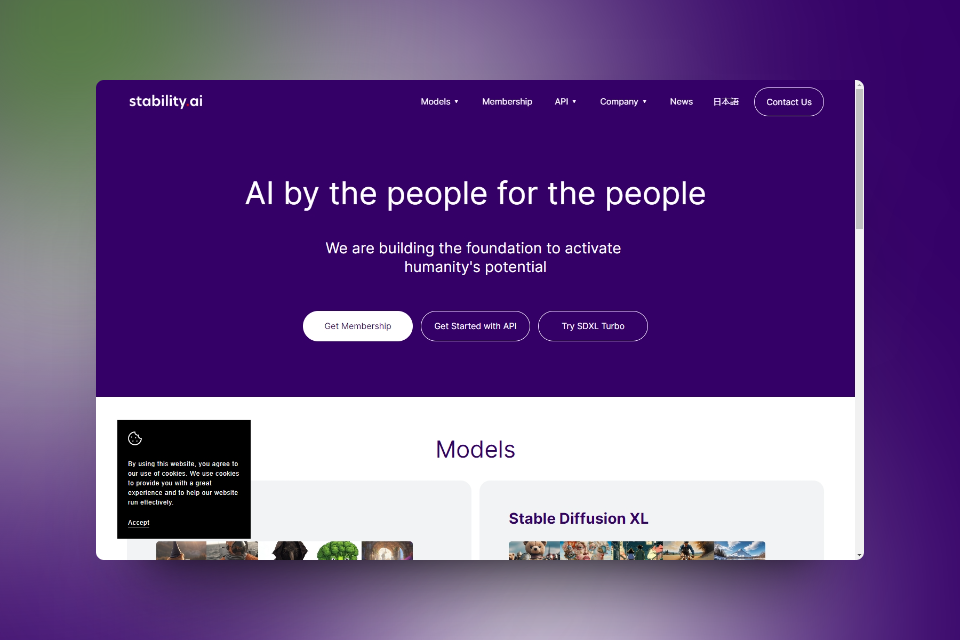 stability.ai
Models
Membership
API
Company
News
日本語
Contact Us
AI by the people for the people
We are building the foundation to activate
humanity's potential
Get Membership
Get Started with API
Try SDXL Turbo
Models
By using this website, you agree to
our use of cookies. We use cookies
to provide you with a great
experience and to help our website
run effectively.
Accept
Stable Diffusion XL